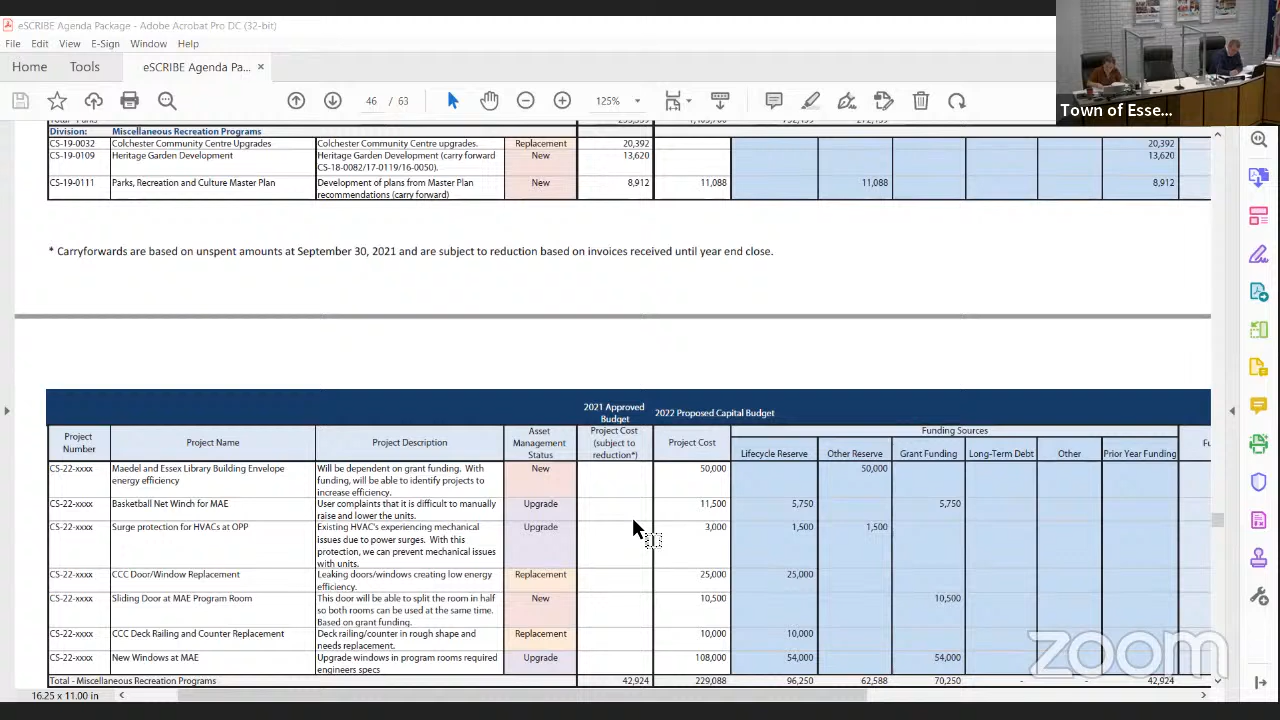 eSCRIBE Agenda Package - Adobe Acrobat Pro DC (32-bit)
File Edit View E-Sign Window Help
Home Tools eSCRIBE Agenda Pa... ×
46 / 63 125%
Town of Esse...
Division: Miscellaneous Recreation Programs
CS-19-0032 Colchester Community Centre Upgrades Colchester Community Centre upgrades. Replacement 20,392 20,392
CS-19-0109 Heritage Garden Development Heritage Garden Development (carry forward New 13,620 13,620
CS-18-0082/17-0119/16-0050).
CS-19-0111 Parks, Recreation and Culture Master Plan Development of plans from Master Plan New 8,912 11,088 11,088 8,912
recommendations (carry forward)
* Carryforwards are based on unspent amounts at September 30, 2021 and are subject to reduction based on invoices received until year end close.
2021 Approved
Budget
2022 Proposed Capital Budget
Project
Number
Project Name
Project Description
Asset
Management
Status
Project Cost
(subject to
reduction*)
Project Cost
Funding Sources
Lifecycle Reserve Other Reserve Grant Funding Long-Term Debt Other Prior Year Funding
CS-22-xxxx Maedel and Essex Library Building Envelope Will be dependent on grant funding. With New 50,000 50,000
energy efficiency funding, will be able to identify projects to
increase efficiency.
CS-22-xxxx Basketball Net Winch for MAE User complaints that it is difficult to manually Upgrade 11,500 5,750 5,750
raise and lower the units.
CS-22-xxxx Surge protection for HVACs at OPP Existing HVAC's experiencing mechanical Upgrade 3,000 1,500 1,500
issues due to power surges. With this
protection, we can prevent mechanical issues
with units.
CS-22-xxxx CCC Door/Window Replacement Leaking doors/windows creating low energy Replacement 25,000 25,000
efficiency.
CS-22-xxxx Sliding Door at MAE Program Room This door will be able to split the room in half New 10,500 10,500
so both rooms can be used at the same time.
Based on grant funding.
CS-22-xxxx CCC Deck Railing and Counter Replacement Deck railing/counter in rough shape and Replacement 10,000 10,000
needs replacement.
CS-22-xxxx New Windows at MAE Upgrade windows in program rooms required Upgrade 108,000 54,000 54,000
engineers specs
Total - Miscellaneous Recreation Programs 42,924 229,088 96,250 62,588 70,250 - - 42,924
16.25 x 11.00 in
zoom